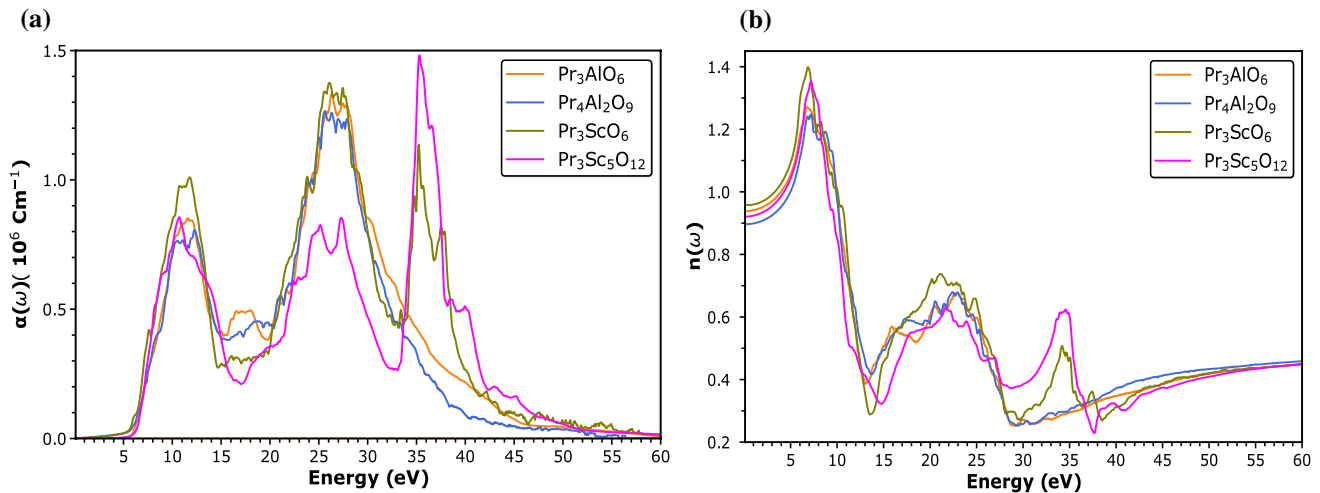 (a)
α(ω)( 10⁶ Cm⁻¹)
1.5
1.0
0.5
0.0
5 10 15 20 25 30 35 40 45 50 55 60
Energy (eV)
Pr₃AlO₆
Pr₄Al₂O₉
Pr₃ScO₆
Pr₃Sc₅O₁₂
(b)
n(ω)
1.4
1.2
1.0
0.8
0.6
0.4
0.2
5 10 15 20 25 30 35 40 45 50 55 60
Energy (eV)
Pr₃AlO₆
Pr₄Al₂O₉
Pr₃ScO₆
Pr₃Sc₅O₁₂